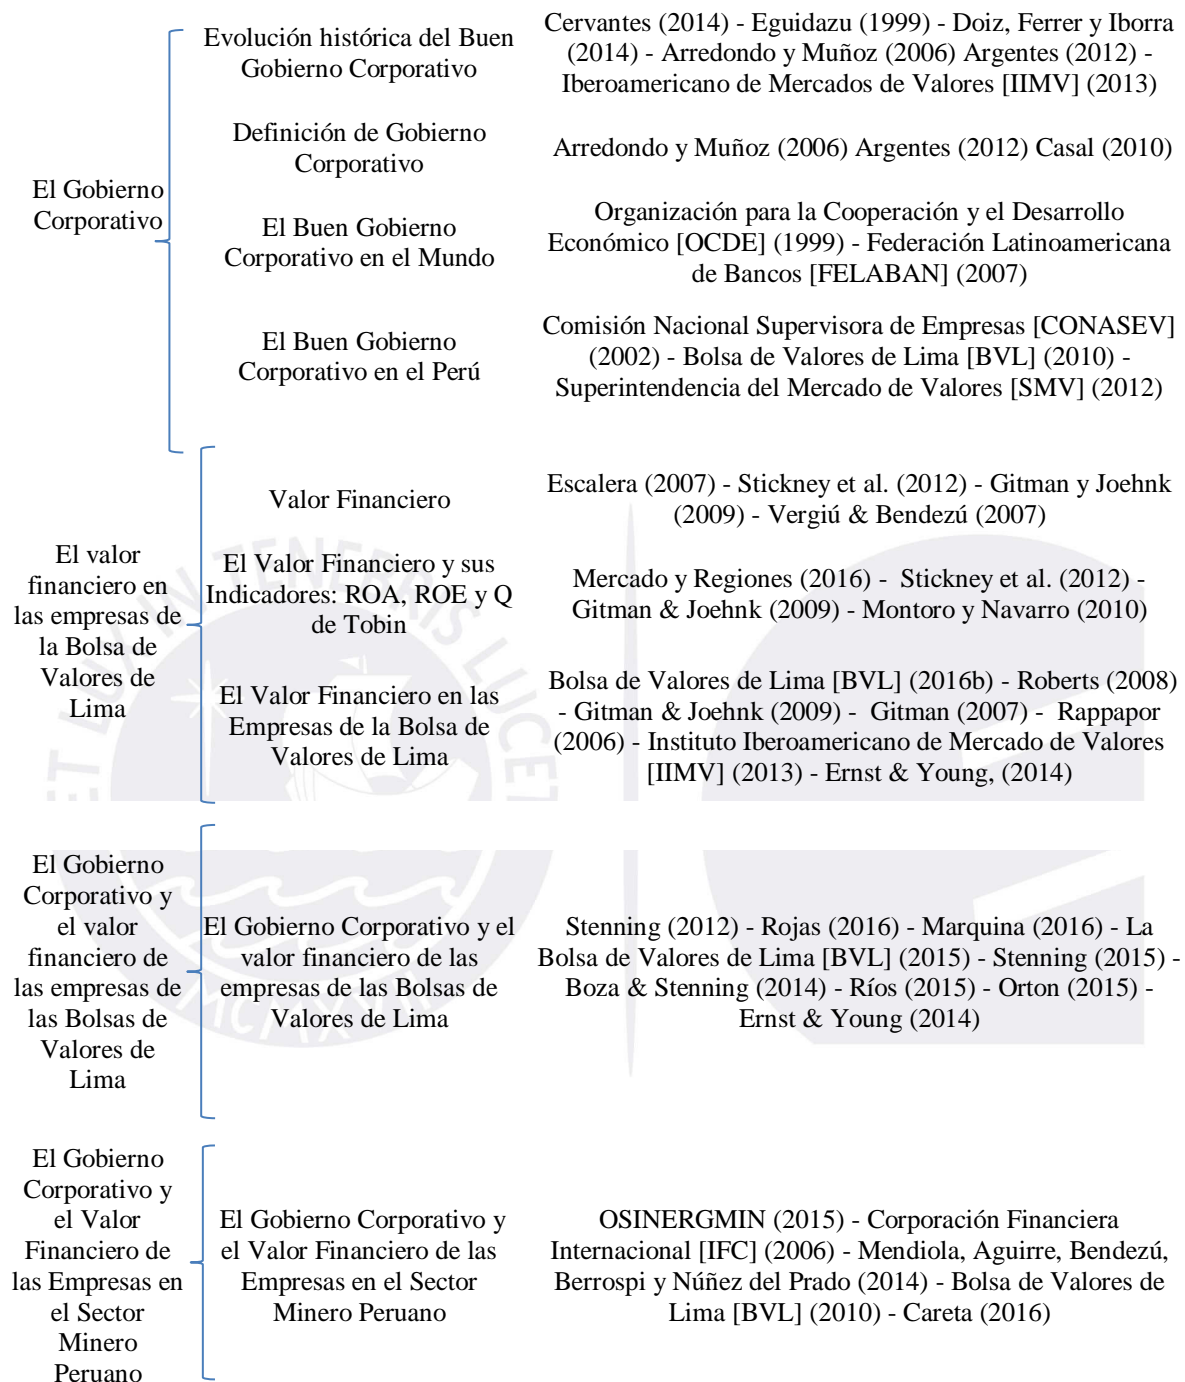 El Gobierno
Corporativo
Evolución histórica del Buen
Gobierno Corporativo
Cervantes (2014) - Eguidazu (1999) - Doiz, Ferrer y Iborra
(2014) - Arredondo y Muñoz (2006) Argentes (2012) -
Iberoamericano de Mercados de Valores [IIMV] (2013)
Definición de Gobierno
Corporativo
Arredondo y Muñoz (2006) Argentes (2012) Casal (2010)
El Buen Gobierno
Corporativo en el Mundo
Organización para la Cooperación y el Desarrollo
Económico [OCDE] (1999) - Federación Latinoamericana
de Bancos [FELABAN] (2007)
El Buen Gobierno
Corporativo en el Perú
Comisión Nacional Supervisora de Empresas [CONASEV]
(2002) - Bolsa de Valores de Lima [BVL] (2010) -
Superintendencia del Mercado de Valores [SMV] (2012)
El valor
financiero en
las empresas de
la Bolsa de
Valores de
Lima
Valor Financiero
Escalera (2007) - Stickney et al. (2012) - Gitman y Joehnk
(2009) - Vergiú & Bendezú (2007)
El Valor Financiero y sus
Indicadores: ROA, ROE y Q
de Tobin
Mercado y Regiones (2016) - Stickney et al. (2012) -
Gitman & Joehnk (2009) - Montoro y Navarro (2010)
El Valor Financiero en las
Empresas de la Bolsa de
Valores de Lima
Bolsa de Valores de Lima [BVL] (2016b) - Roberts (2008)
- Gitman & Joehnk (2009) - Gitman (2007) - Rappapor
(2006) - Instituto Iberoamericano de Mercado de Valores
[IIMV] (2013) - Ernst & Young, (2014)
El Gobierno
Corporativo y
el valor
financiero de
las empresas de
las Bolsas de
Valores de
Lima
El Gobierno Corporativo y el
valor financiero de las
empresas de las Bolsas de
Valores de Lima
Stenning (2012) - Rojas (2016) - Marquina (2016) - La
Bolsa de Valores de Lima [BVL] (2015) - Stenning (2015) -
Boza & Stenning (2014) - Ríos (2015) - Orton (2015) -
Ernst & Young (2014)
El Gobierno
Corporativo y
el Valor
Financiero de
las Empresas en
el Sector
Minero
Peruano
El Gobierno Corporativo y
el Valor Financiero de las
Empresas en el Sector
Minero Peruano
OSINERGMIN (2015) - Corporación Financiera
Internacional [IFC] (2006) - Mendiola, Aguirre, Bendezú,
Berrospi y Núñez del Prado (2014) - Bolsa de Valores de
Lima [BVL] (2010) - Careta (2016)